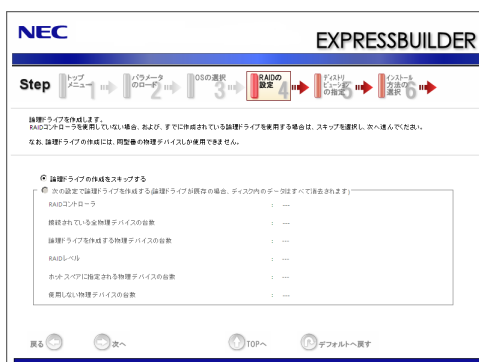 NEC
EXPRESSBUILDER
Step
トップ
メニュー
1
パラメータ
のロード
2
OSの選択
3
RAIDの
設定
4
ディストリ
ビューション
の指定
5
インストール
方法の
選択
6
論理ドライブを作成します。
RAIDコントローラを使用していない場合、および、すでに作成されている論理ドライブを使用する場合は、スキップを選択し、次へ進んでください。
なお、論理ドライブの作成には、同型番の物理デバイスしか使用できません。
論理ドライブの作成をスキップする
次の設定で論理ドライブを作成する(論理ドライブが既存の場合、ディスク内のデータはすべて消去されます)
RAIDコントローラ : ---
接続されている全物理デバイスの台数 : ---
論理ドライブを作成する物理デバイスの台数 : ---
RAIDレベル : ---
ホットスペアに指定される物理デバイスの台数 : ---
使用しない物理デバイスの台数 : ---
戻る
次へ
TOPへ
デフォルトへ戻す